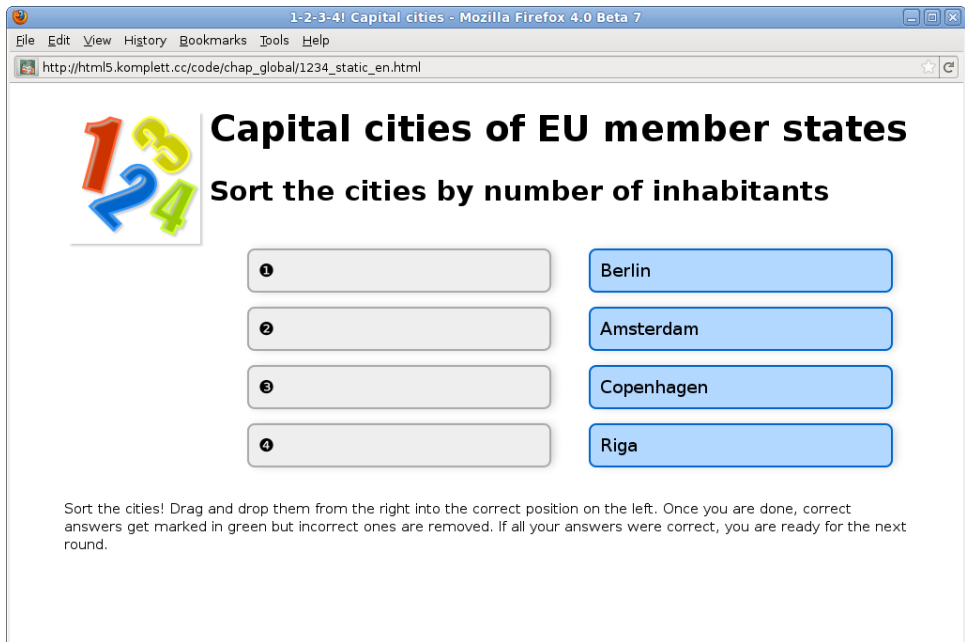 1-2-3-4! Capital cities - Mozilla Firefox 4.0 Beta 7
File Edit View History Bookmarks Tools Help
http://html5.komplett.cc/code/chap_global/1234_static_en.html
1 2 3 4
Capital cities of EU member states
Sort the cities by number of inhabitants
❶ Berlin
❷ Amsterdam
❸ Copenhagen
❹ Riga
Sort the cities! Drag and drop them from the right into the correct position on the left. Once you are done, correct
answers get marked in green but incorrect ones are removed. If all your answers were correct, you are ready for the next
round.